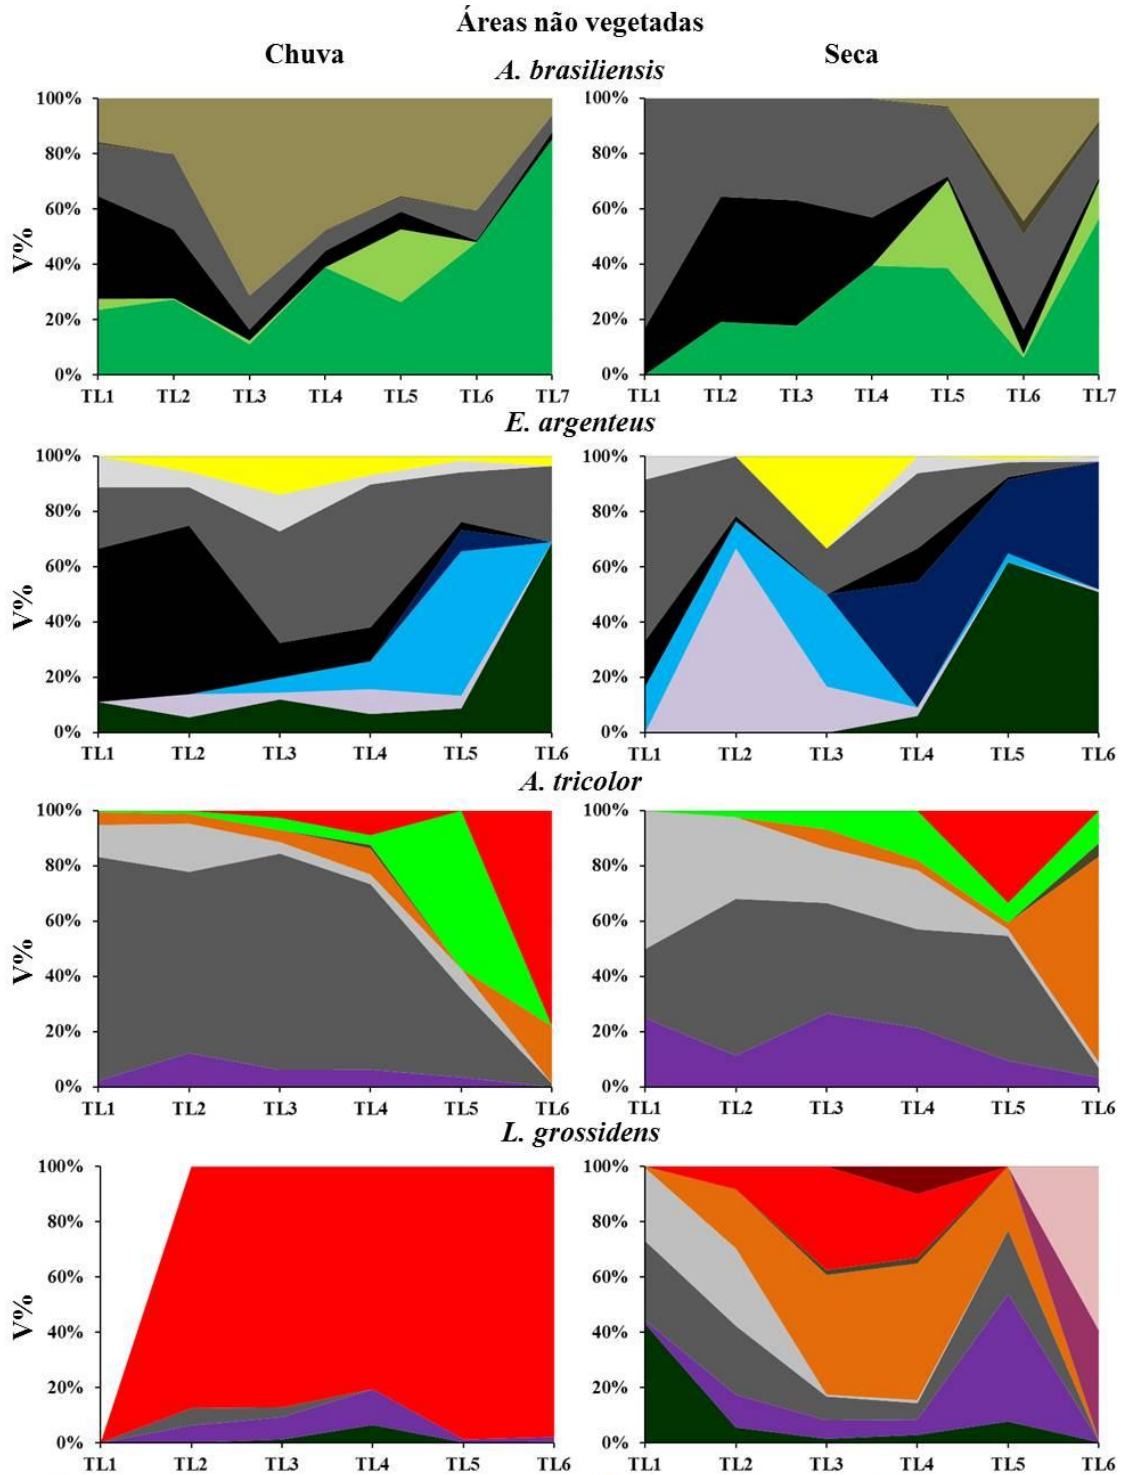 Áreas não vegetadas
Chuva Seca
A. brasiliensis
100% 100%
80% 80%
60% 60%
V%
40% 40%
20% 20%
0% 0%
TL1 TL2 TL3 TL4 TL5 TL6 TL7 TL1 TL2 TL3 TL4 TL5 TL6 TL7
E. argenteus
100% 100%
80% 80%
60% 60%
V%
40% 40%
20% 20%
0% 0%
TL1 TL2 TL3 TL4 TL5 TL6 TL1 TL2 TL3 TL4 TL5 TL6
A. tricolor
100% 100%
80% 80%
60% 60%
V%
40% 40%
20% 20%
0% 0%
TL1 TL2 TL3 TL4 TL5 TL6 TL1 TL2 TL3 TL4 TL5 TL6
L. grossidens
100% 100%
80% 80%
60% 60%
V%
40% 40%
20% 20%
0% 0%
TL1 TL2 TL3 TL4 TL5 TL6 TL1 TL2 TL3 TL4 TL5 TL6